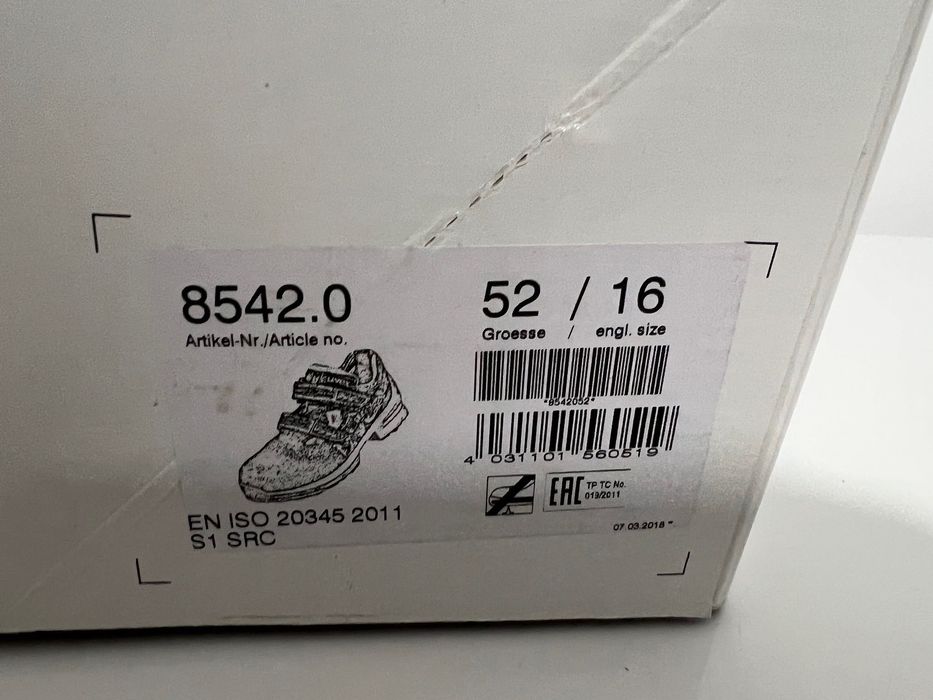 8542.0
Artikel-Nr./Article no.
52 / 16
Groesse / engl. size
*8542052*
4 031101 560519
EAC TP TC No.
019/2011
EN ISO 20345 2011
S1 SRC
07.03.2018